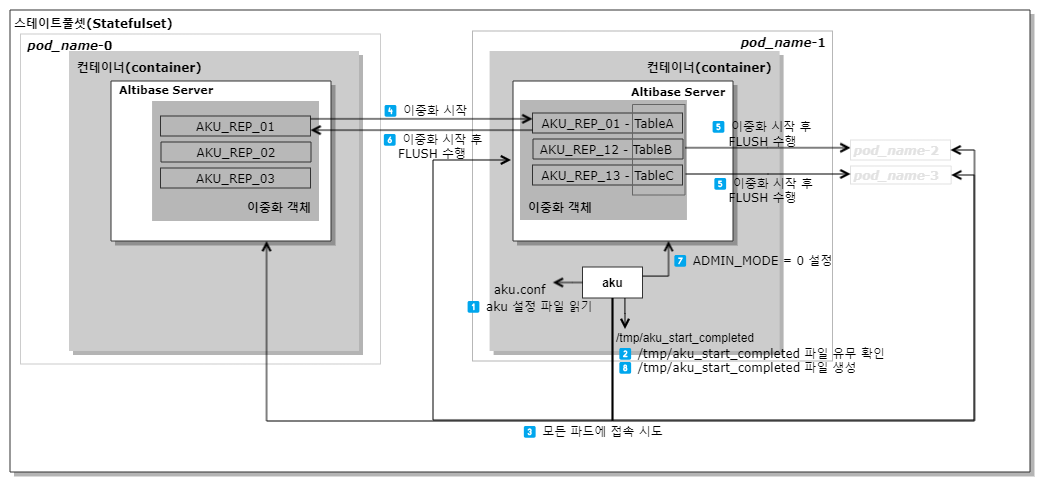 스테이트풀셋(Statefulset)
pod_name-0
컨테이너(container)
Altibase Server
AKU_REP_01
AKU_REP_02
AKU_REP_03
이중화 객체
4 이중화 시작
6 이중화 시작 후
FLUSH 수행
pod_name-1
컨테이너(container)
Altibase Server
AKU_REP_01 - TableA
AKU_REP_12 - TableB
AKU_REP_13 - TableC
이중화 객체
5 이중화 시작 후
FLUSH 수행
5 이중화 시작 후
FLUSH 수행
pod_name-2
pod_name-3
7 ADMIN_MODE = 0 설정
aku
aku.conf
1 aku 설정 파일 읽기
/tmp/aku_start_completed
2 /tmp/aku_start_completed 파일 유무 확인
8 /tmp/aku_start_completed 파일 생성
3 모든 파드에 접속 시도